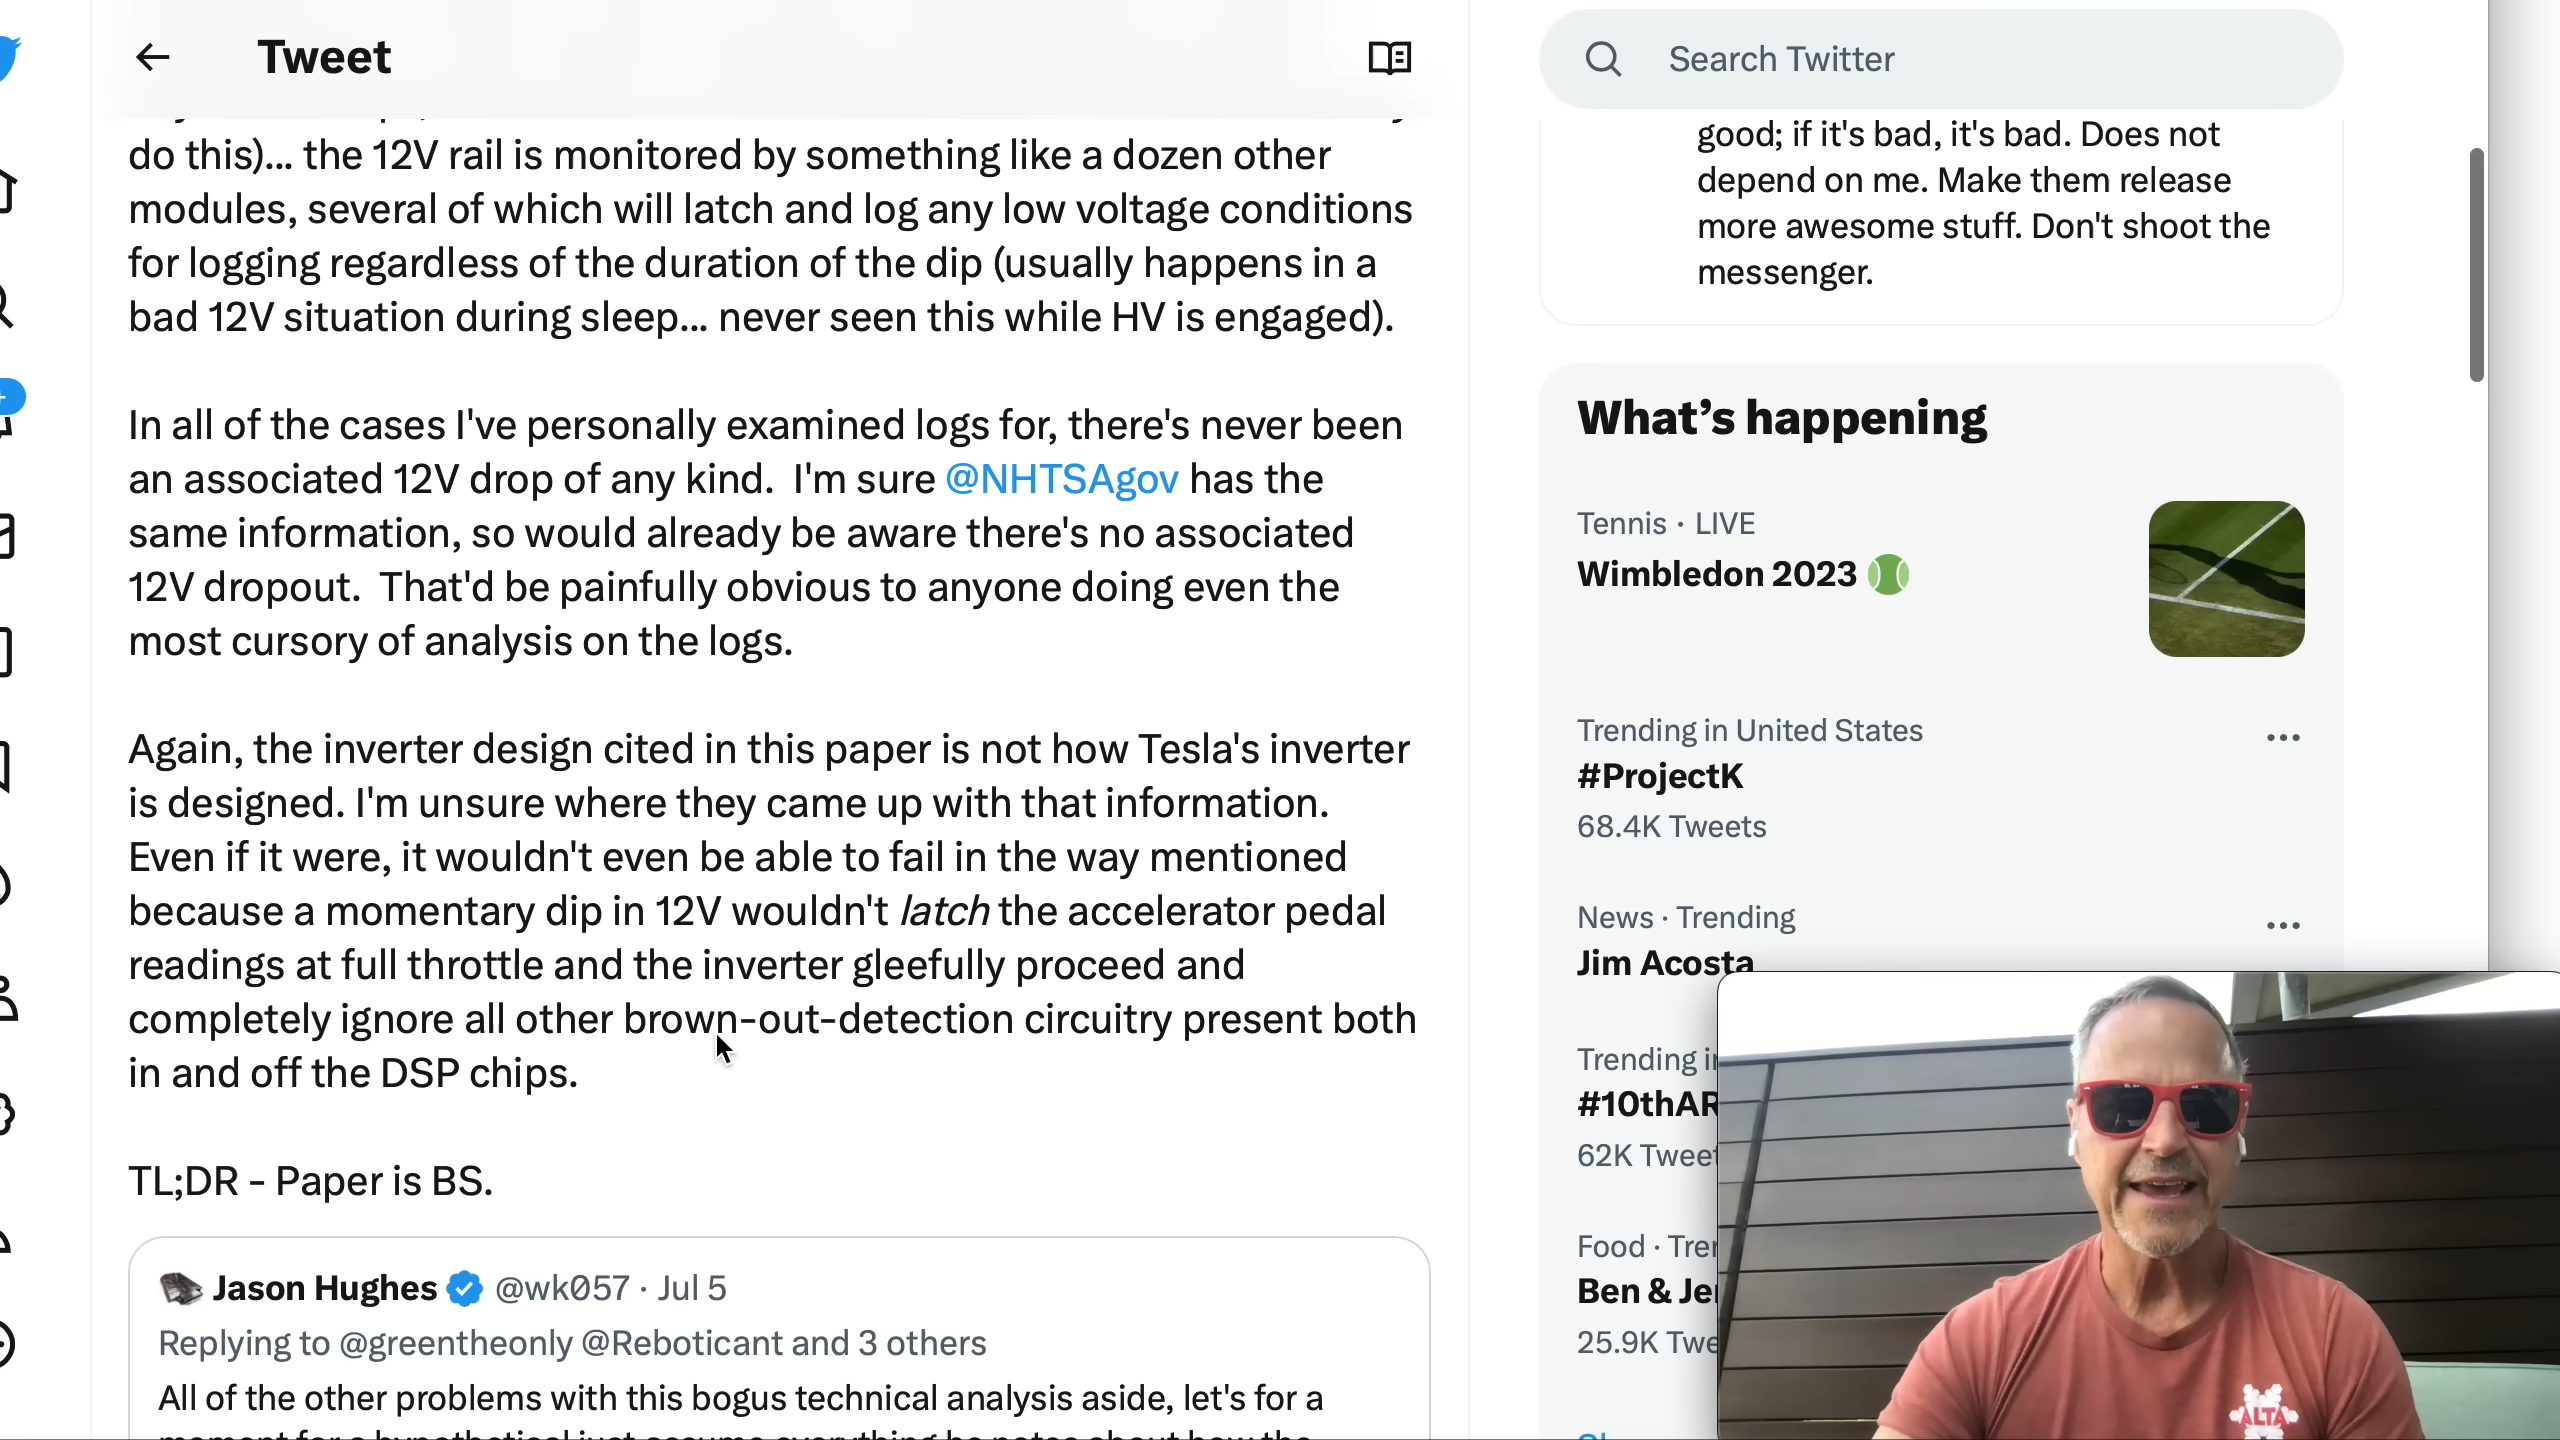 Tweet
do this)... the 12V rail is monitored by something like a dozen other
modules, several of which will latch and log any low voltage conditions
for logging regardless of the duration of the dip (usually happens in a
bad 12V situation during sleep... never seen this while HV is engaged).
In all of the cases I've personally examined logs for, there's never been
an associated 12V drop of any kind.  I'm sure @NHTSAgov has the
same information, so would already be aware there's no associated
12V dropout.  That'd be painfully obvious to anyone doing even the
most cursory of analysis on the logs.
Again, the inverter design cited in this paper is not how Tesla's inverter
is designed. I'm unsure where they came up with that information.
Even if it were, it wouldn't even be able to fail in the way mentioned
because a momentary dip in 12V wouldn't latch the accelerator pedal
readings at full throttle and the inverter gleefully proceed and
completely ignore all other brown-out-detection circuitry present both
in and off the DSP chips.
TL;DR - Paper is BS.
Jason Hughes @wk057 · Jul 5
Replying to @greentheonly @Reboticant and 3 others
All of the other problems with this bogus technical analysis aside, let's for a
Search Twitter
good; if it's bad, it's bad. Does not
depend on me. Make them release
more awesome stuff. Don't shoot the
messenger.
What's happening
Tennis · LIVE
Wimbledon 2023
Trending in United States
#ProjectK
68.4K Tweets
News · Trending
Jim Acosta
Trending
#10thAR
62K
Food ·
Ben &
25.9K
ALTA